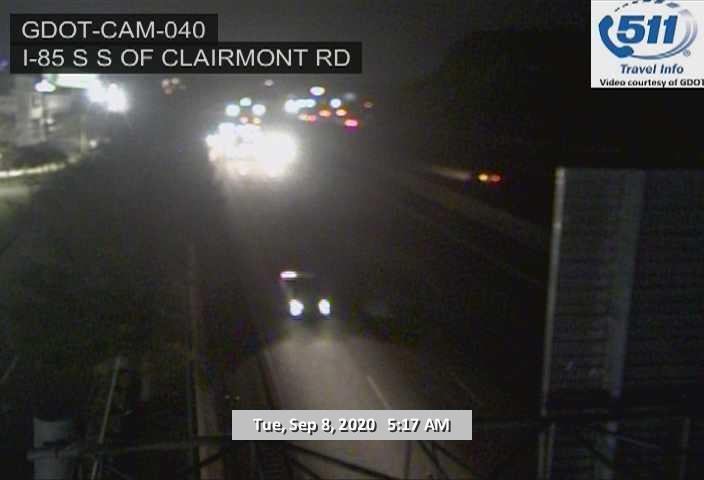 GDOT-CAM-040
I-85 S S OF CLAIRMONT RD
511
Travel Info
Video courtesy of GDOT
Tue, Sep 8, 2020 5:17 AM